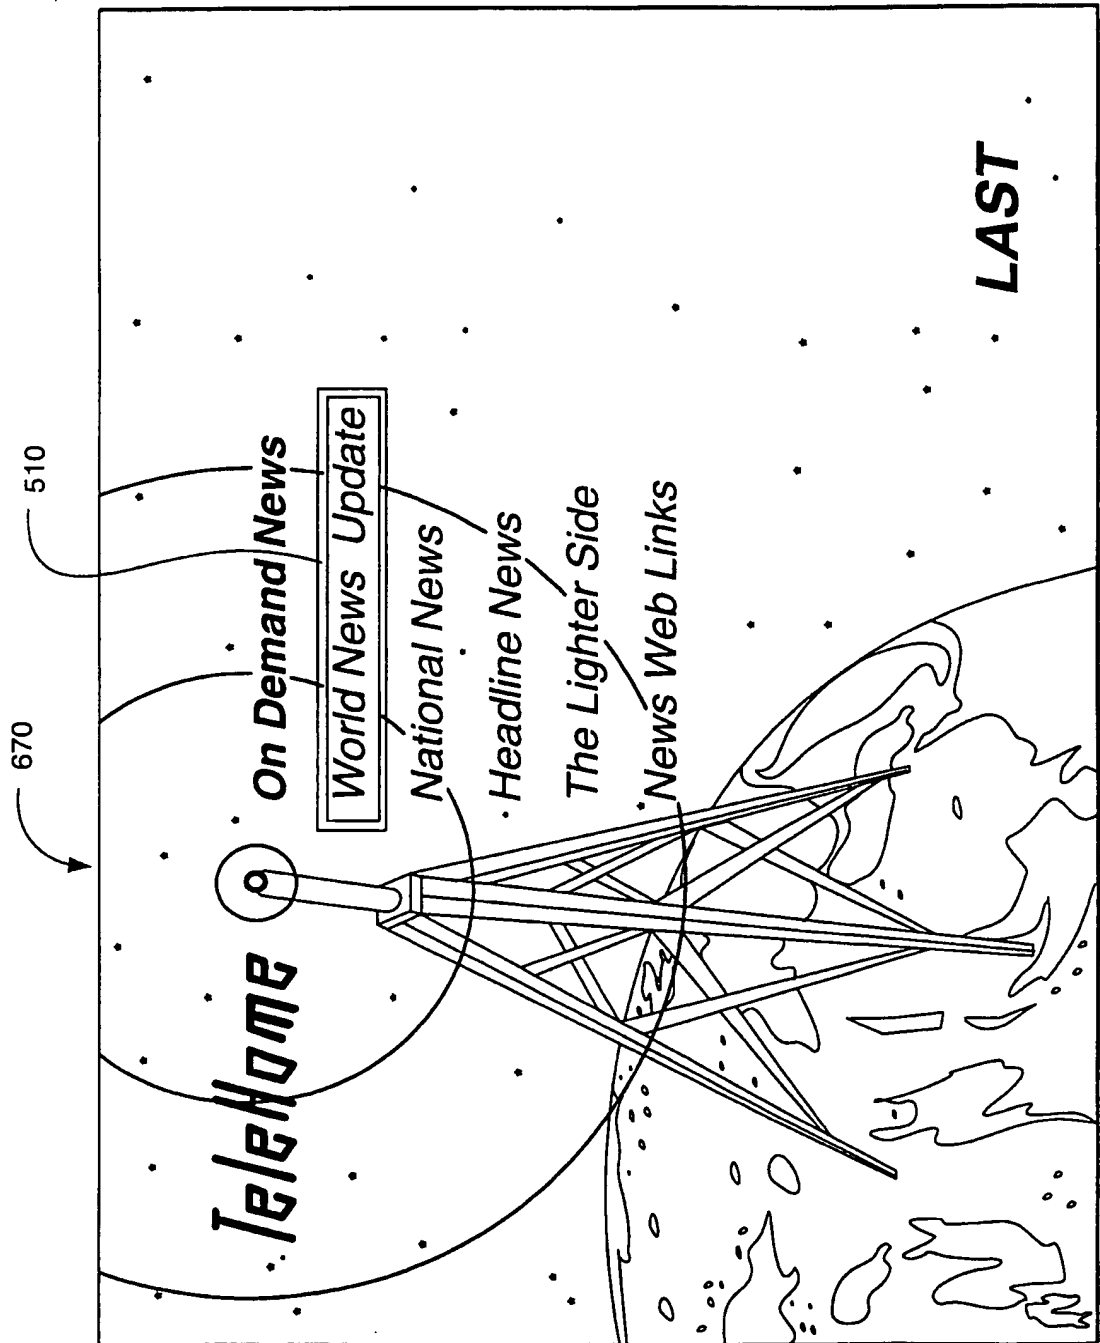 670
510
TeleHome
On Demand News
World News Update
National News
Headline News
The Lighter Side
News Web Links
LAST